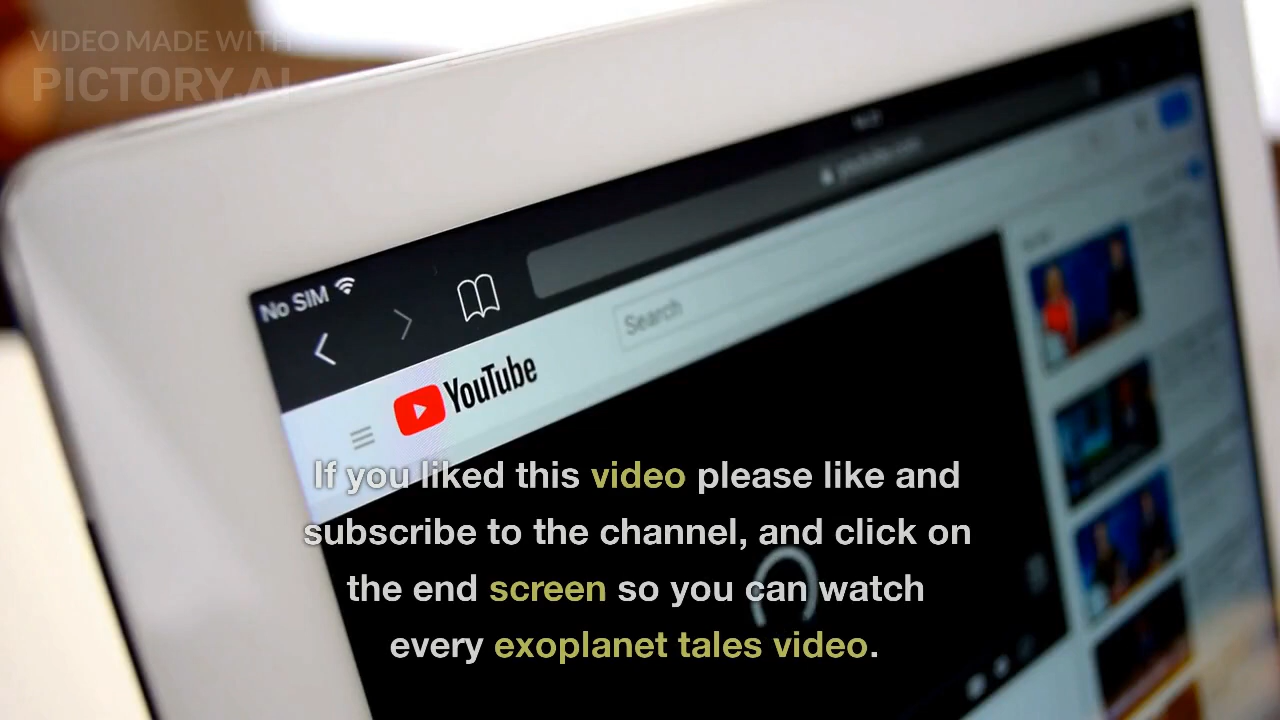 VIDEO MADE WITH
PICTORY.AI
No SIM
Search
YouTube
If you liked this video please like and
subscribe to the channel, and click on
the end screen so you can watch
every exoplanet tales video.